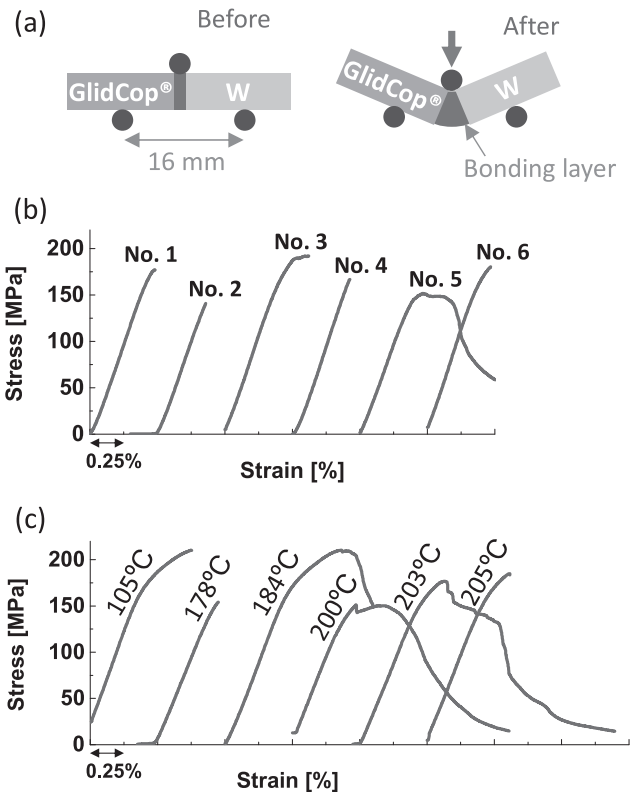 (a)
Before
After
GlidCop® W
16 mm
GlidCop® W
Bonding layer
(b)
Stress [MPa]
200
150
100
50
0
No. 1
No. 2
No. 3
No. 4
No. 5
No. 6
0.25%
Strain [%]
(c)
Stress [MPa]
200
150
100
50
0
105ºC
178ºC
184ºC
200ºC
203ºC
205ºC
0.25%
Strain [%]